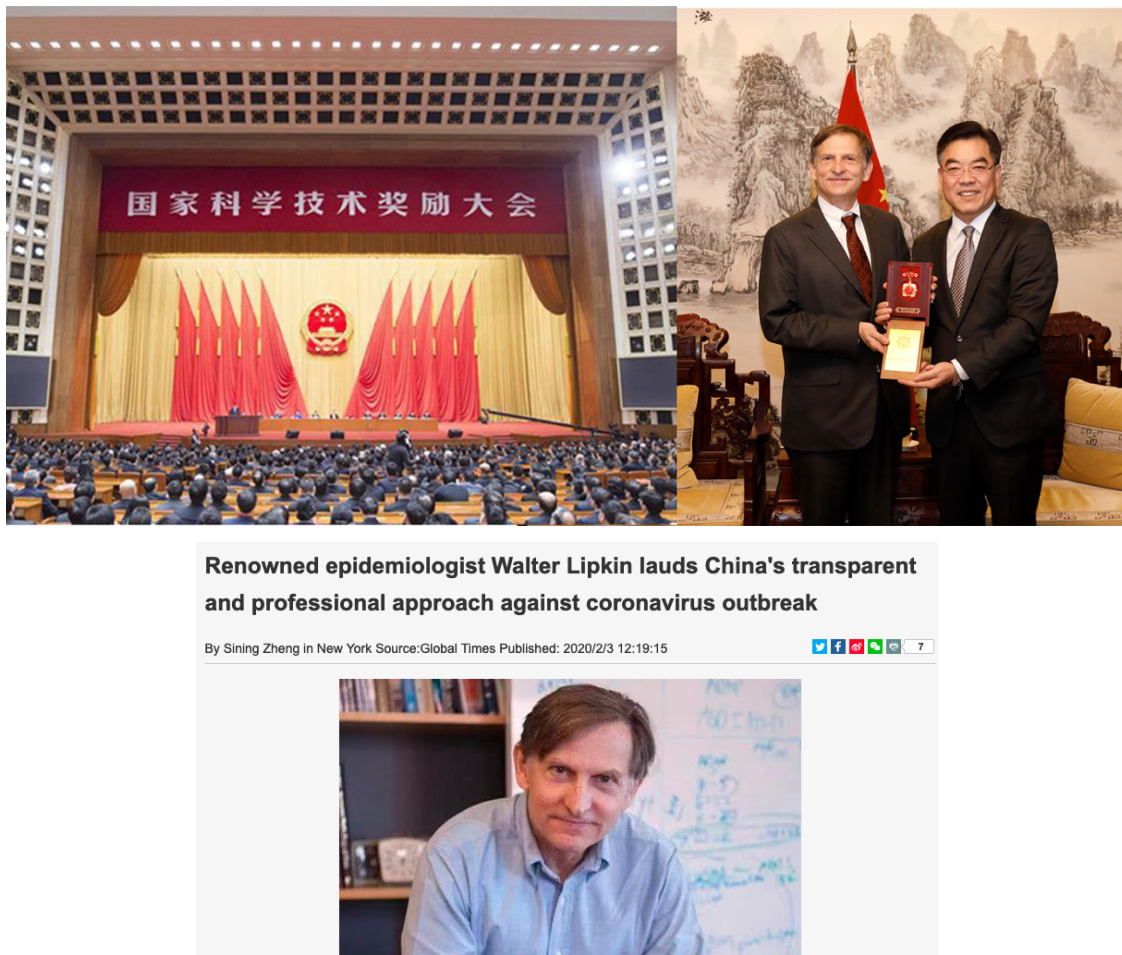 国家科学技术奖励大会
Renowned epidemiologist Walter Lipkin lauds China's transparent
and professional approach against coronavirus outbreak
By Sining Zheng in New York Source:Global Times Published: 2020/2/3 12:19:15
7